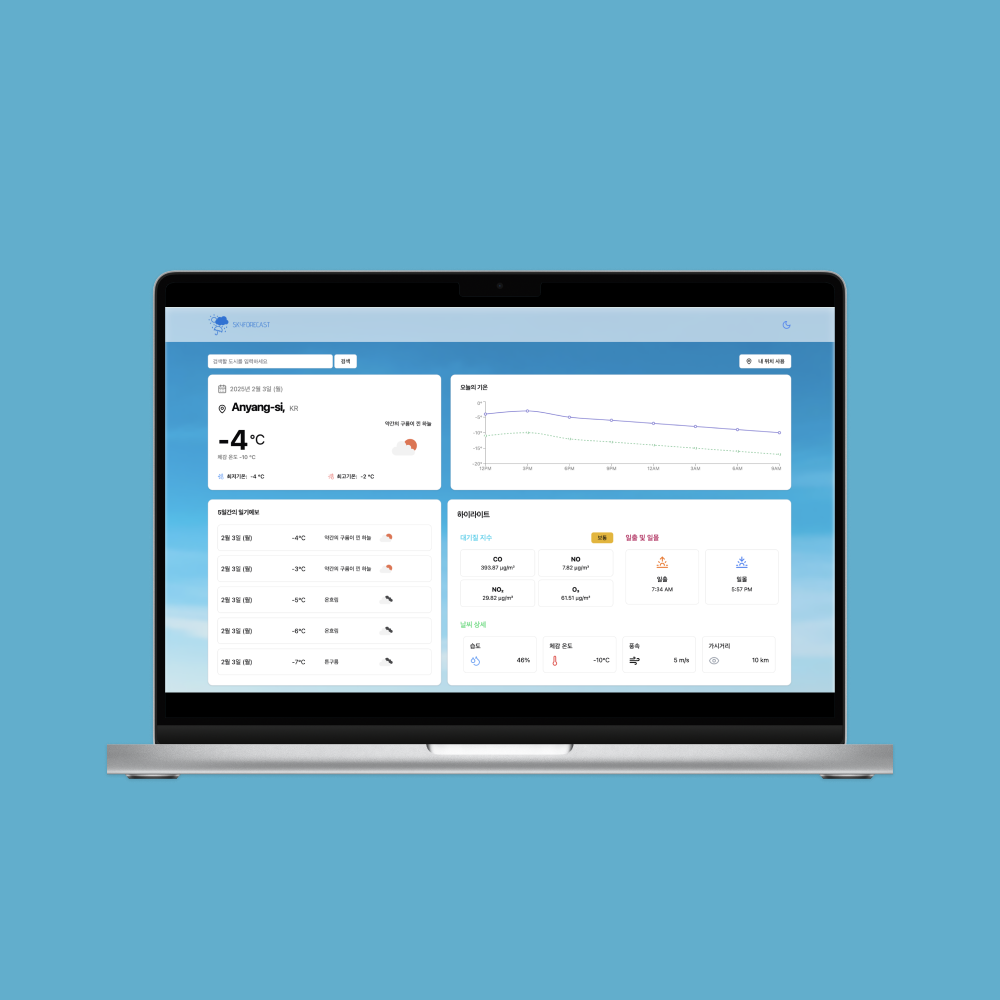 SKYFORECAST
검색할 도시를 입력하세요
검색
내 위치 사용
2025년 2월 3일 (월)
Anyang-si, KR
약간의 구름이 낀 하늘
-4°C
체감 온도 -10 °C
최저기온: -4 °C
최고기온: -2 °C
오늘의 기온
0°
-5°
-10°
-15°
-20°
12PM 3PM 6PM 9PM 12AM 3AM 6AM 9AM
5일간의 일기예보
2월 3일 (월) -4°C 약간의 구름이 낀 하늘
2월 3일 (월) -3°C 약간의 구름이 낀 하늘
2월 3일 (월) -5°C 온흐림
2월 3일 (월) -6°C 온흐림
2월 3일 (월) -7°C 튼구름
하이라이트
대기질 지수
보통
CO
393.87 μg/m³
NO
7.82 μg/m³
NO₂
29.82 μg/m³
O₃
61.51 μg/m³
일출 및 일몰
일출
7:34 AM
일몰
5:57 PM
날씨 상세
습도
46%
체감 온도
-10°C
풍속
5 m/s
가시거리
10 km